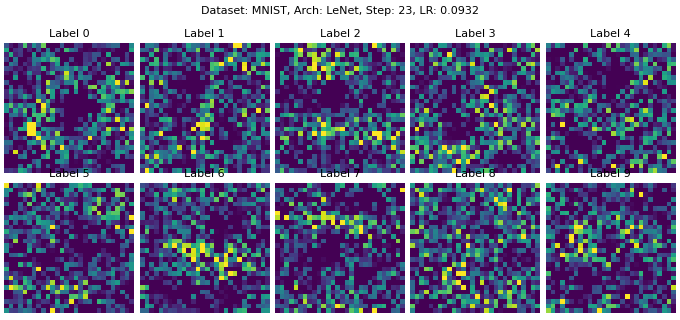 Dataset: MNIST, Arch: LeNet, Step: 23, LR: 0.0932
Label 0 Label 1 Label 2 Label 3 Label 4
Label 5 Label 6 Label 7 Label 8 Label 9